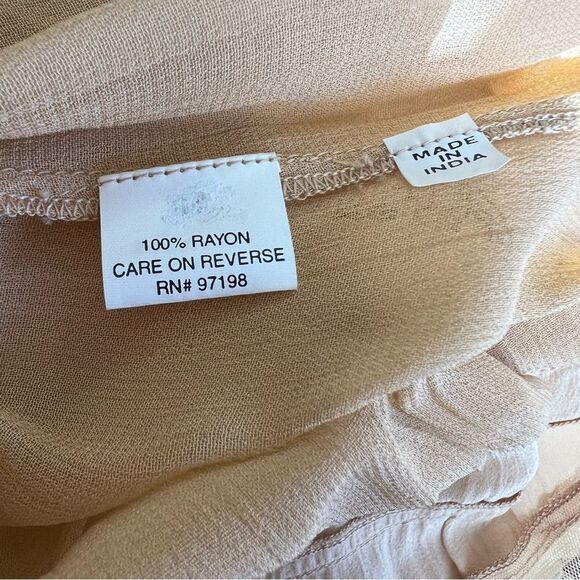 100% RAYON
CARE ON REVERSE
RN# 97198
MADE
IN
INDIA